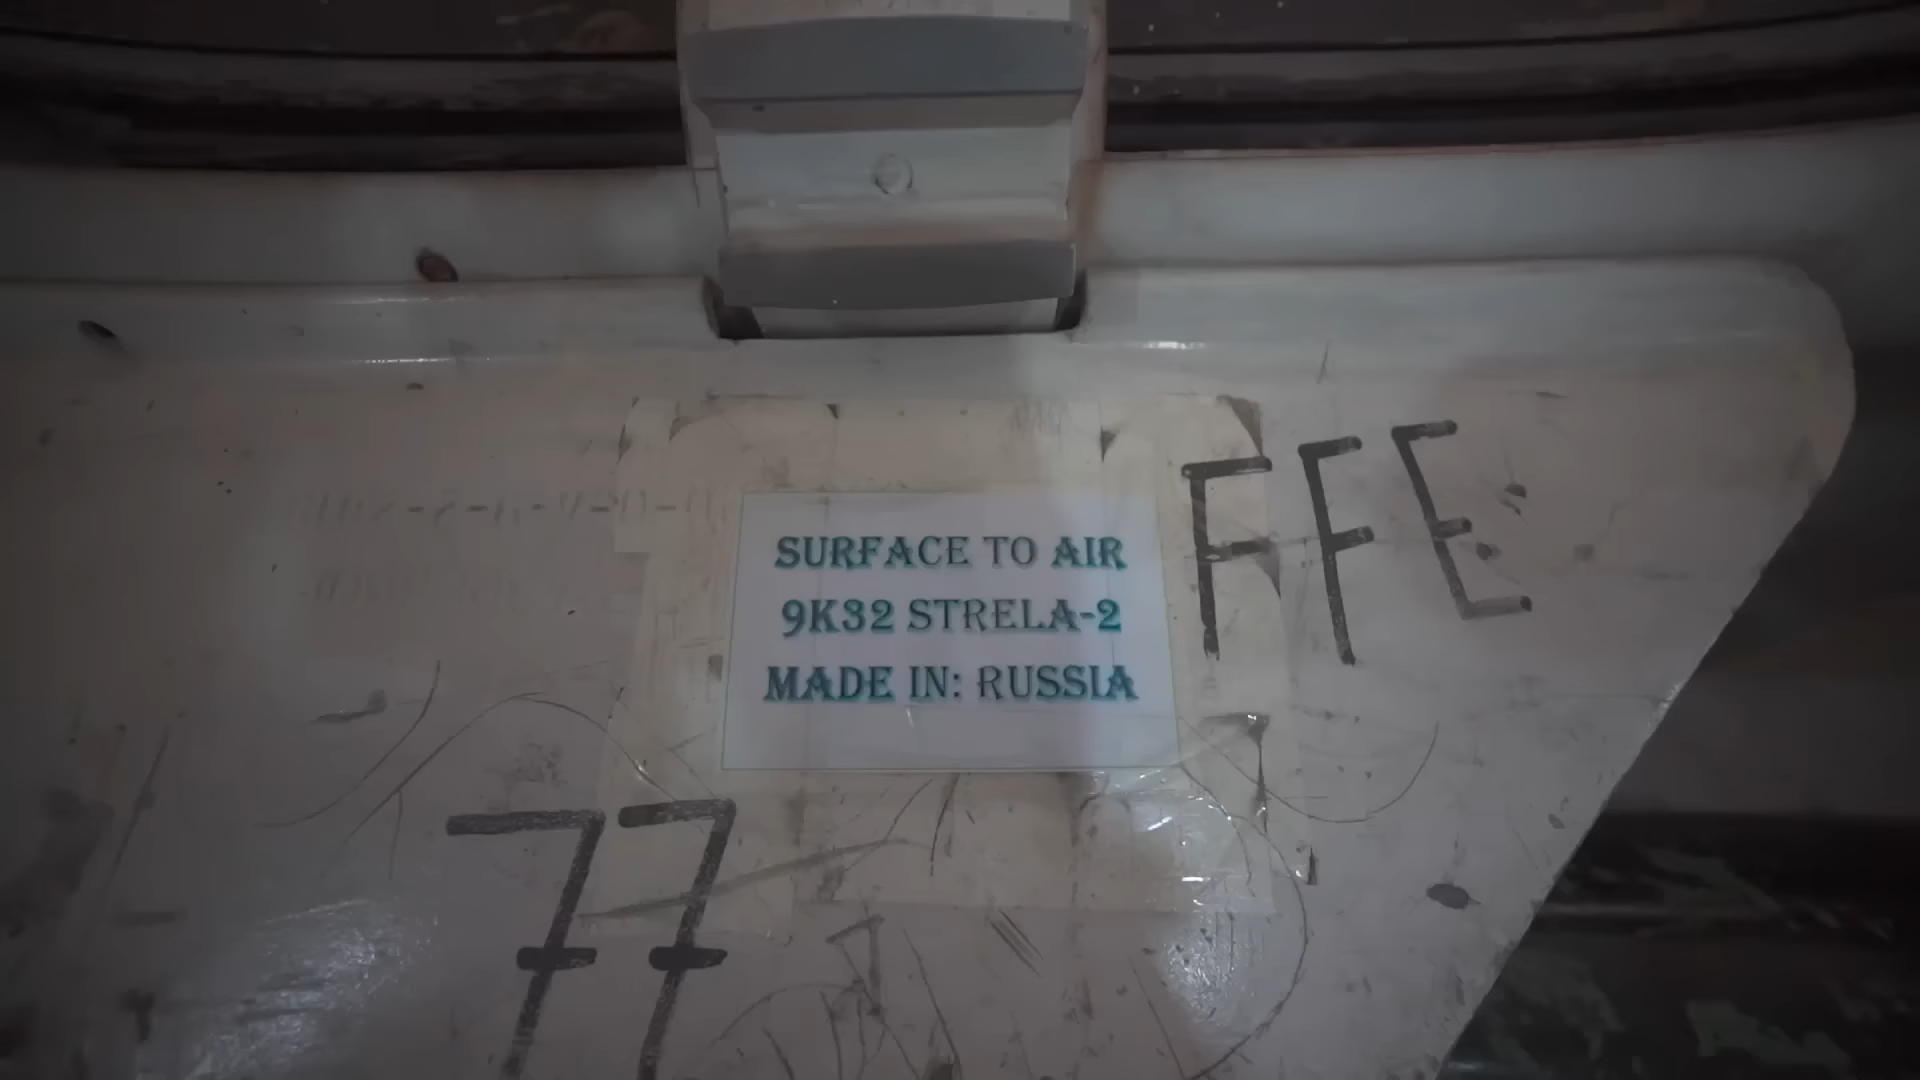 SURFACE TO AIR
9K32 STRELA-2
MADE IN: RUSSIA
FFE
77